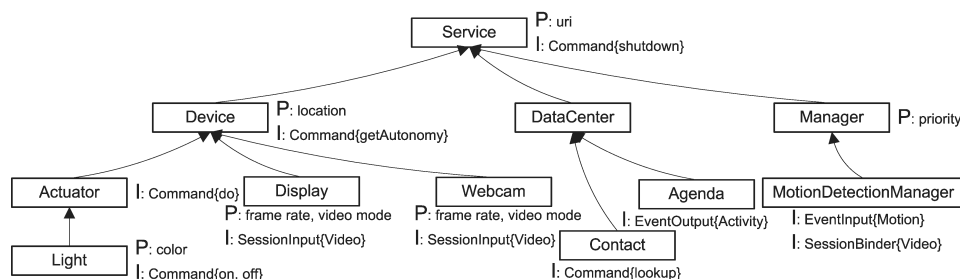 Service
P: uri
I: Command{shutdown}
Device
P: location
I: Command{getAutonomy}
DataCenter
Manager
P: priority
Actuator
I: Command{do}
Display
P: frame rate, video mode
I: SessionInput{Video}
Webcam
P: frame rate, video mode
I: SessionInput{Video}
Agenda
I: EventOutput{Activity}
MotionDetectionManager
I: EventInput{Motion}
I: SessionBinder{Video}
Light
P: color
I: Command{on, off}
Contact
I: Command{lookup}